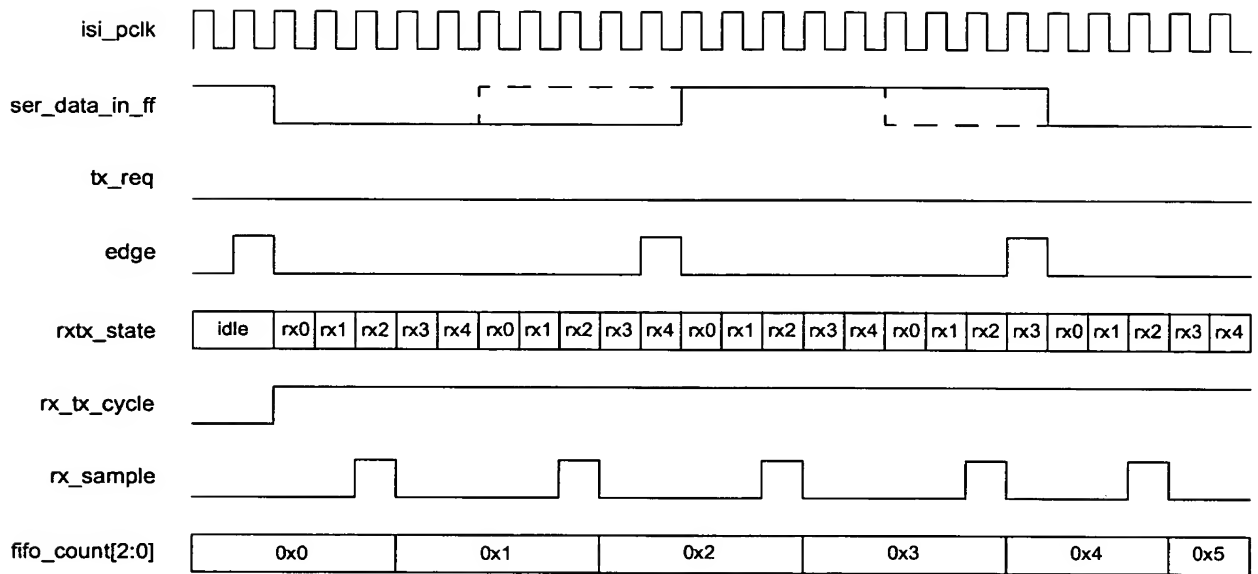 isi_pclk
ser_data_in_ff
tx_req
edge
rxtx_state idle rx0 rx1 rx2 rx3 rx4 rx0 rx1 rx2 rx3 rx4 rx0 rx1 rx2 rx3 rx4 rx0 rx1 rx2 rx3 rx0 rx1 rx2 rx3 rx4
rx_tx_cycle
rx_sample
fifo_count[2:0] 0x0 0x1 0x2 0x3 0x4 0x5